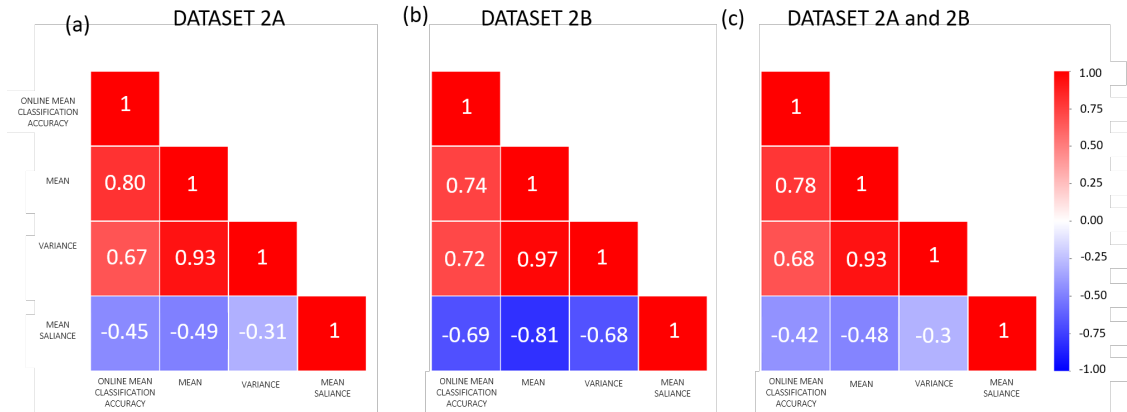 (a) DATASET 2A
(b) DATASET 2B
(c) DATASET 2A and 2B
ONLINE MEAN
CLASSIFICATION
ACCURACY
MEAN
VARIANCE
MEAN
SALIANCE
1
0.80 1
0.67 0.93 1
-0.45 -0.49 -0.31 1
ONLINE MEAN
CLASSIFICATION
ACCURACY
MEAN
VARIANCE
MEAN
SALIANCE
1
0.74 1
0.72 0.97 1
-0.69 -0.81 -0.68 1
ONLINE MEAN
CLASSIFICATION
ACCURACY
MEAN
VARIANCE
MEAN
SALIANCE
1
0.78 1
0.68 0.93 1
-0.42 -0.48 -0.3 1
ONLINE MEAN
CLASSIFICATION
ACCURACY
MEAN
VARIANCE
MEAN
SALIANCE
1.00
0.75
0.50
0.25
0.00
-0.25
-0.50
-0.75
-1.00